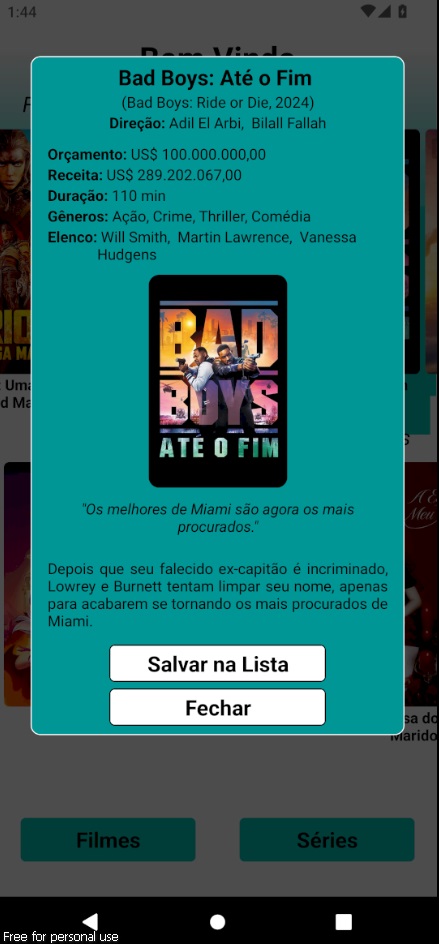 1:44
Bem Vindo
Bad Boys: Até o Fim
(Bad Boys: Ride or Die, 2024)
Direção: Adil El Arbi,  Bilall Fallah
Orçamento: US$ 100.000.000,00
Receita: US$ 289.202.067,00
Duração: 110 min
Gêneros: Ação, Crime, Thriller, Comédia
Elenco: Will Smith,  Martin Lawrence,  Vanessa
Hudgens
BAD
BOYS
ATÉ O FIM
"Os melhores de Miami são agora os mais
procurados."
Depois que seu falecido ex-capitão é incriminado,
Lowrey e Burnett tentam limpar seu nome, apenas
para acabarem se tornando os mais procurados de
Miami.
Salvar na Lista
Fechar
Marido
Filmes
Séries
Free for personal use